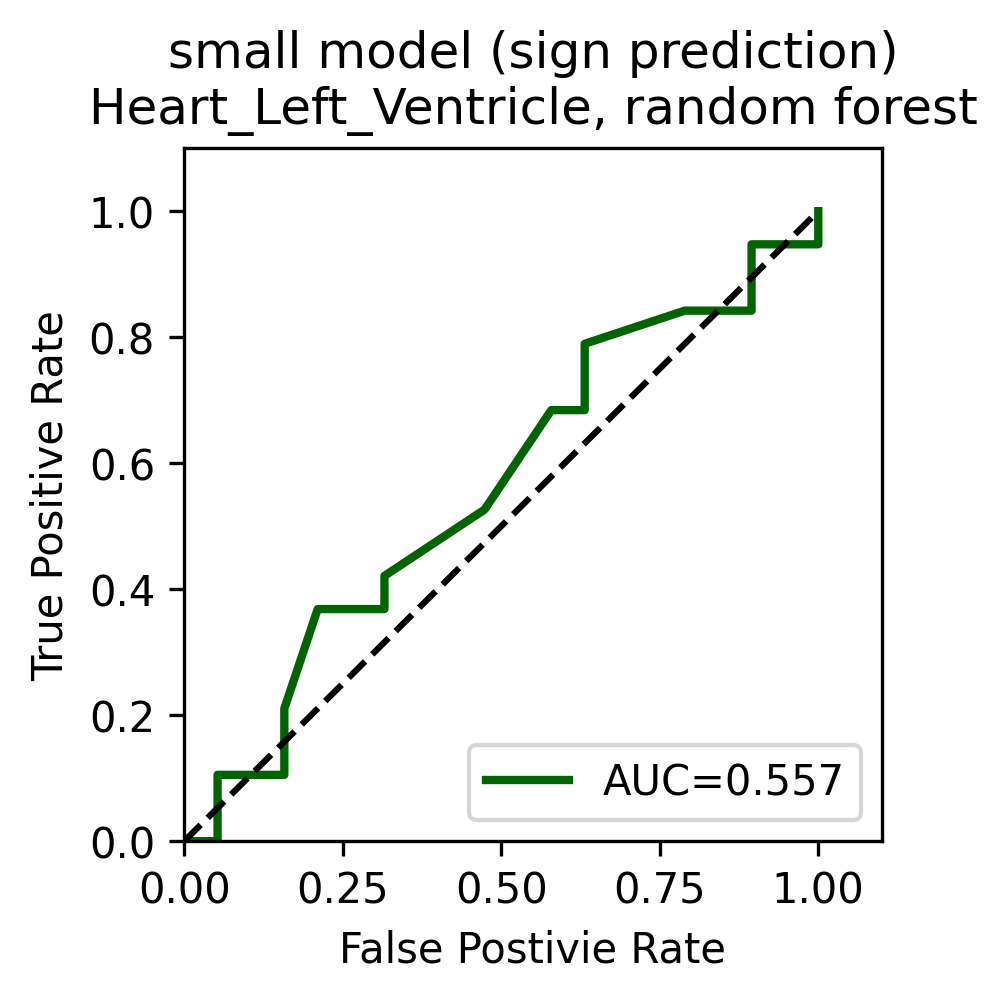 small model (sign prediction)
Heart_Left_Ventricle, random forest
1.0
0.8
0.6
0.4
0.2
0.0
True Positive Rate
AUC=0.557
0.00 0.25 0.50 0.75 1.00
False Postivie Rate